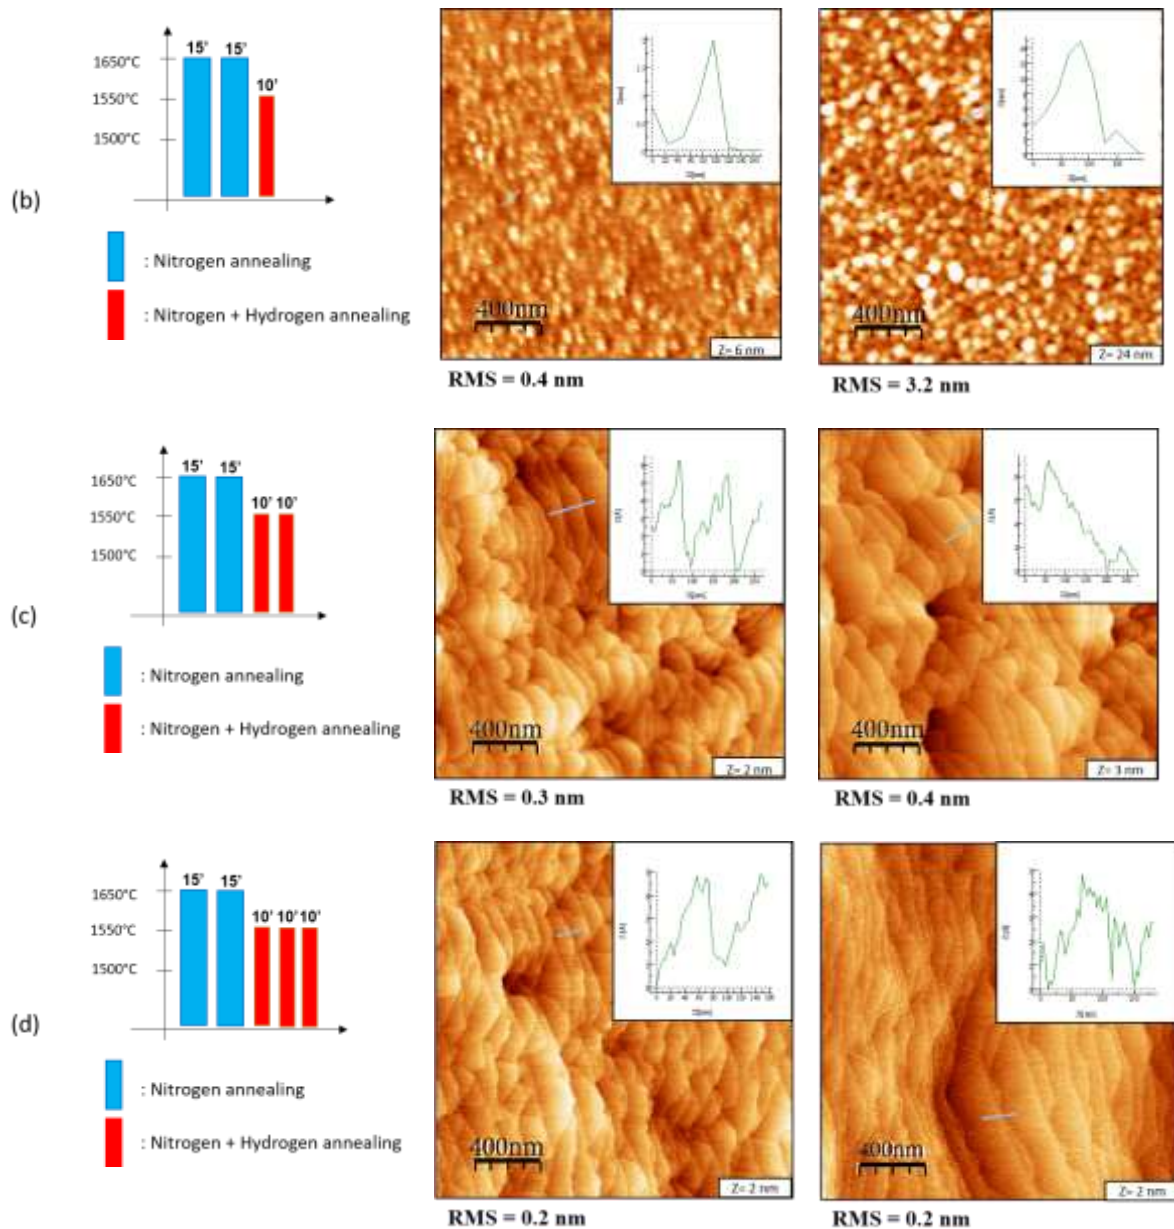 15' 15'
1650°C
10'
1550°C
1500°C
(b)
: Nitrogen annealing
: Nitrogen + Hydrogen annealing
400nm
Z= 6 nm
RMS = 0.4 nm
400nm
Z= 24 nm
RMS = 3.2 nm
15' 15'
1650°C
10' 10'
1550°C
1500°C
(c)
: Nitrogen annealing
: Nitrogen + Hydrogen annealing
400nm
Z= 2 nm
RMS = 0.3 nm
400nm
Z= 3 nm
RMS = 0.4 nm
15' 15'
1650°C
10' 10' 10'
1550°C
1500°C
(d)
: Nitrogen annealing
: Nitrogen + Hydrogen annealing
400nm
Z= 2 nm
RMS = 0.2 nm
400nm
Z= 2 nm
RMS = 0.2 nm